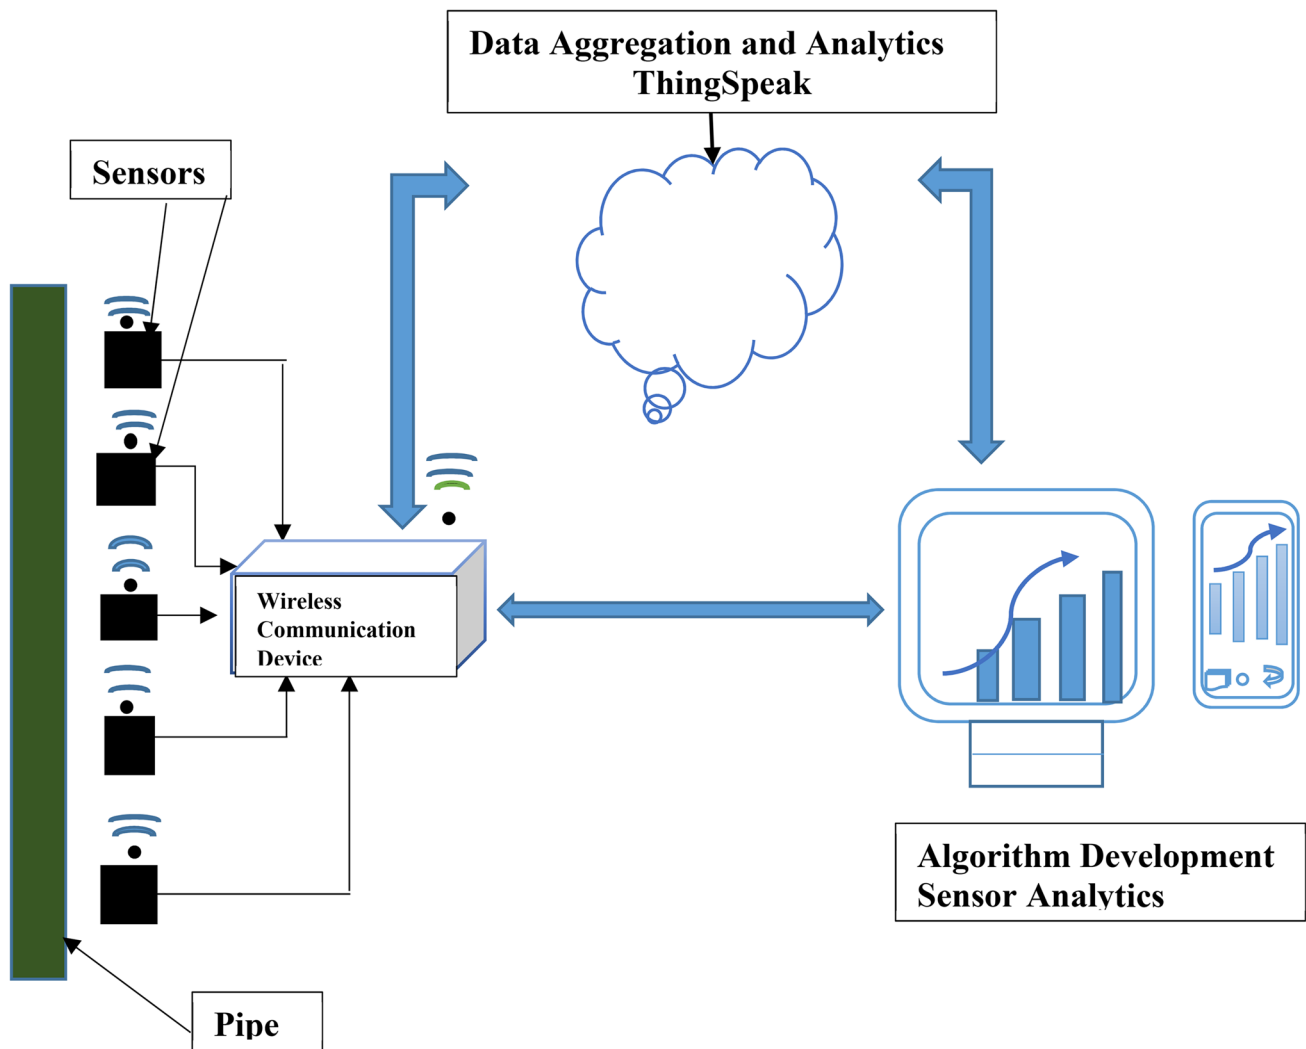 Data Aggregation and Analytics
ThingSpeak
Sensors
Wireless
Communication
Device
Algorithm Development
Sensor Analytics
Pipe